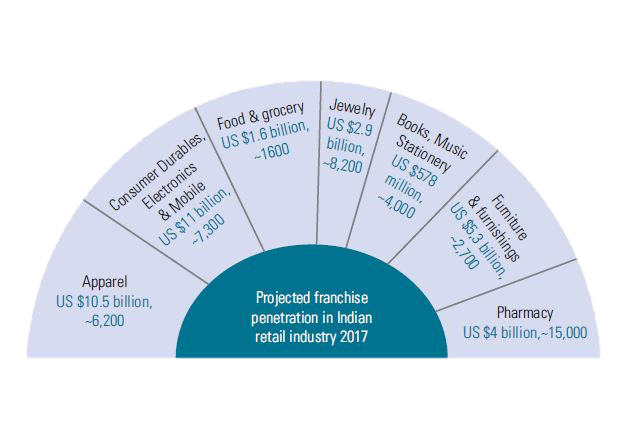 Apparel
US $10.5 billion,
~6,200
Consumer Durables,
Electronics
& Mobile
US $11 billion,
~7,300
Food & grocery
US $1.6 billion,
~1600
Jewelry
US $2.9
billion,
~8,200
Books, Music
Stationery
US $578
million,
~4,000
Furniture
& furnishings
US $5.3 billion,
~2,700
Pharmacy
US $4 billion,~15,000
Projected franchise
penetration in Indian
retail industry 2017